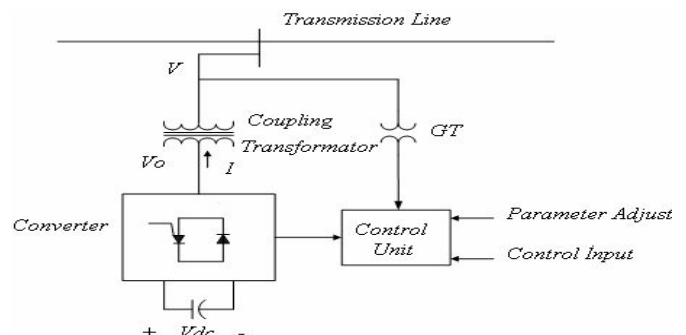 Transmission Line
V
Coupling
Transformator
GT
Vo
I
Converter
Control
Unit
Parameter Adjust
Control Input
+ Vdc -